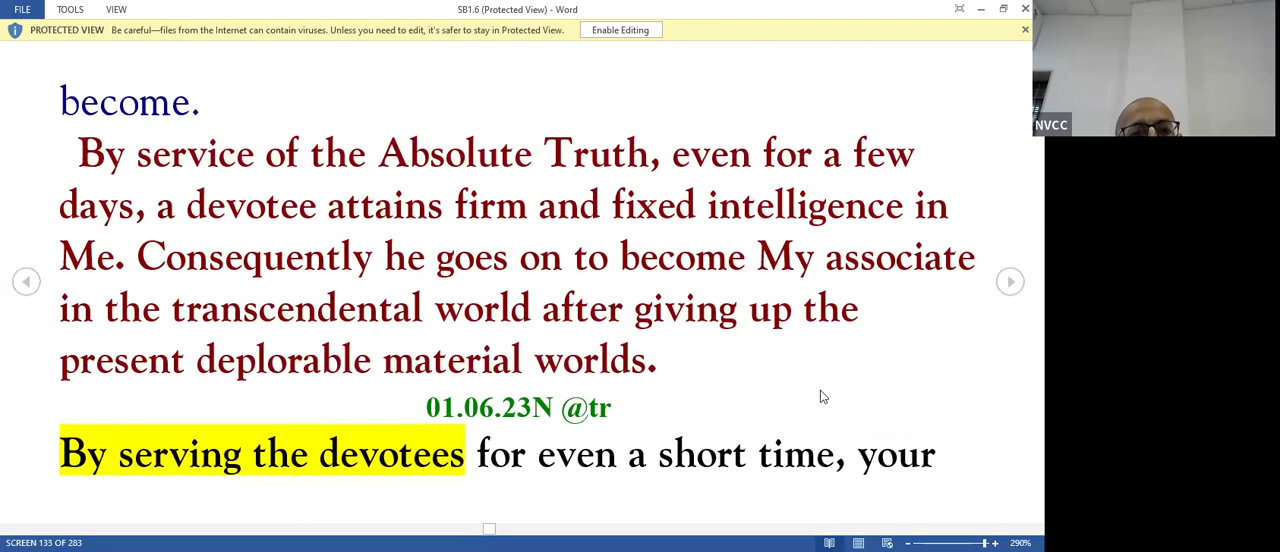 FILE TOOLS VIEW SB1.6 (Protected View) - Word
PROTECTED VIEW Be careful—files from the Internet can contain viruses. Unless you need to edit, it's safer to stay in Protected View. Enable Editing
become.
By service of the Absolute Truth, even for a few
days, a devotee attains firm and fixed intelligence in
Me. Consequently he goes on to become My associate
in the transcendental world after giving up the
present deplorable material worlds.
01.06.23N @tr
By serving the devotees for even a short time, your
SCREEN 133 OF 283 290%
NVCC